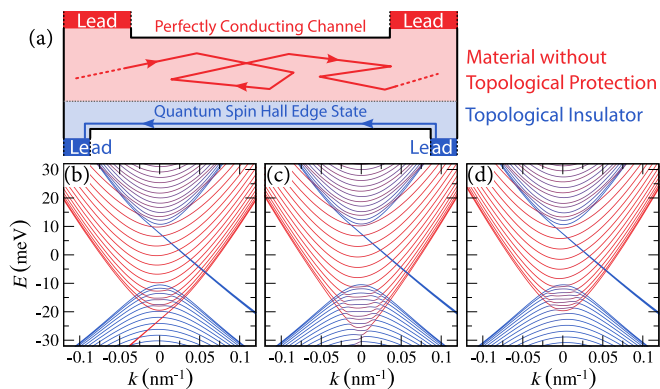 Lead
Perfectly Conducting Channel
Lead
(a)
Material without
Topological Protection
Quantum Spin Hall Edge State
Topological Insulator
Lead
Lead
(b)
(c)
(d)
30
20
10
0
-10
-20
-30
E (meV)
-0.1
-0.05
0
0.05
0.1
-0.1
-0.05
0
0.05
0.1
-0.1
-0.05
0
0.05
0.1
k (nm-1)
k (nm-1)
k (nm-1)